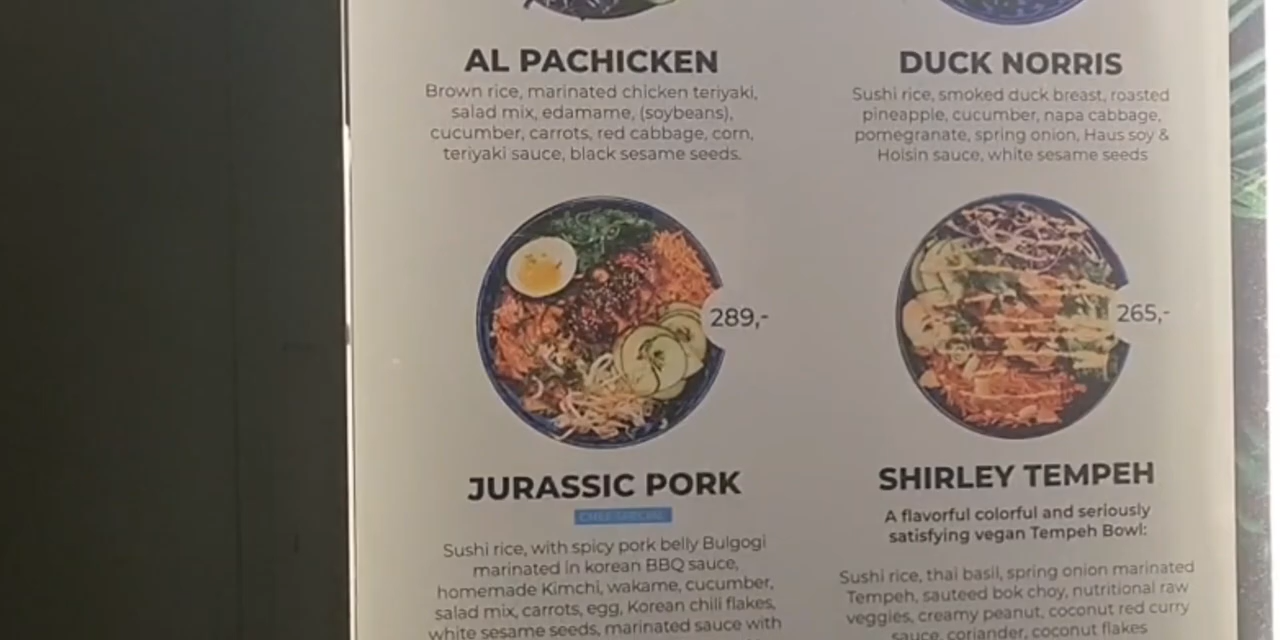 AL PACHICKEN
Brown rice, marinated chicken teriyaki,
salad mix, edamame, (soybeans),
cucumber, carrots, red cabbage, corn,
teriyaki sauce, black sesame seeds.
DUCK NORRIS
Sushi rice, smoked duck breast, roasted
pineapple, cucumber, napa cabbage,
pomegranate, spring onion, Haus soy &
Hoisin sauce, white sesame seeds
289,-
265,-
JURASSIC PORK
CHEF SPECIAL
Sushi rice, with spicy pork belly Bulgogi
marinated in korean BBQ sauce,
homemade Kimchi, wakame, cucumber,
salad mix, carrots, egg, Korean chili flakes,
white sesame seeds, marinated sauce with
SHIRLEY TEMPEH
A flavorful colorful and seriously
satisfying vegan Tempeh Bowl:
Sushi rice, thai basil, spring onion marinated
Tempeh, sauteed bok choy, nutritional raw
veggies, creamy peanut, coconut red curry
sauce, coriander, coconut flakes